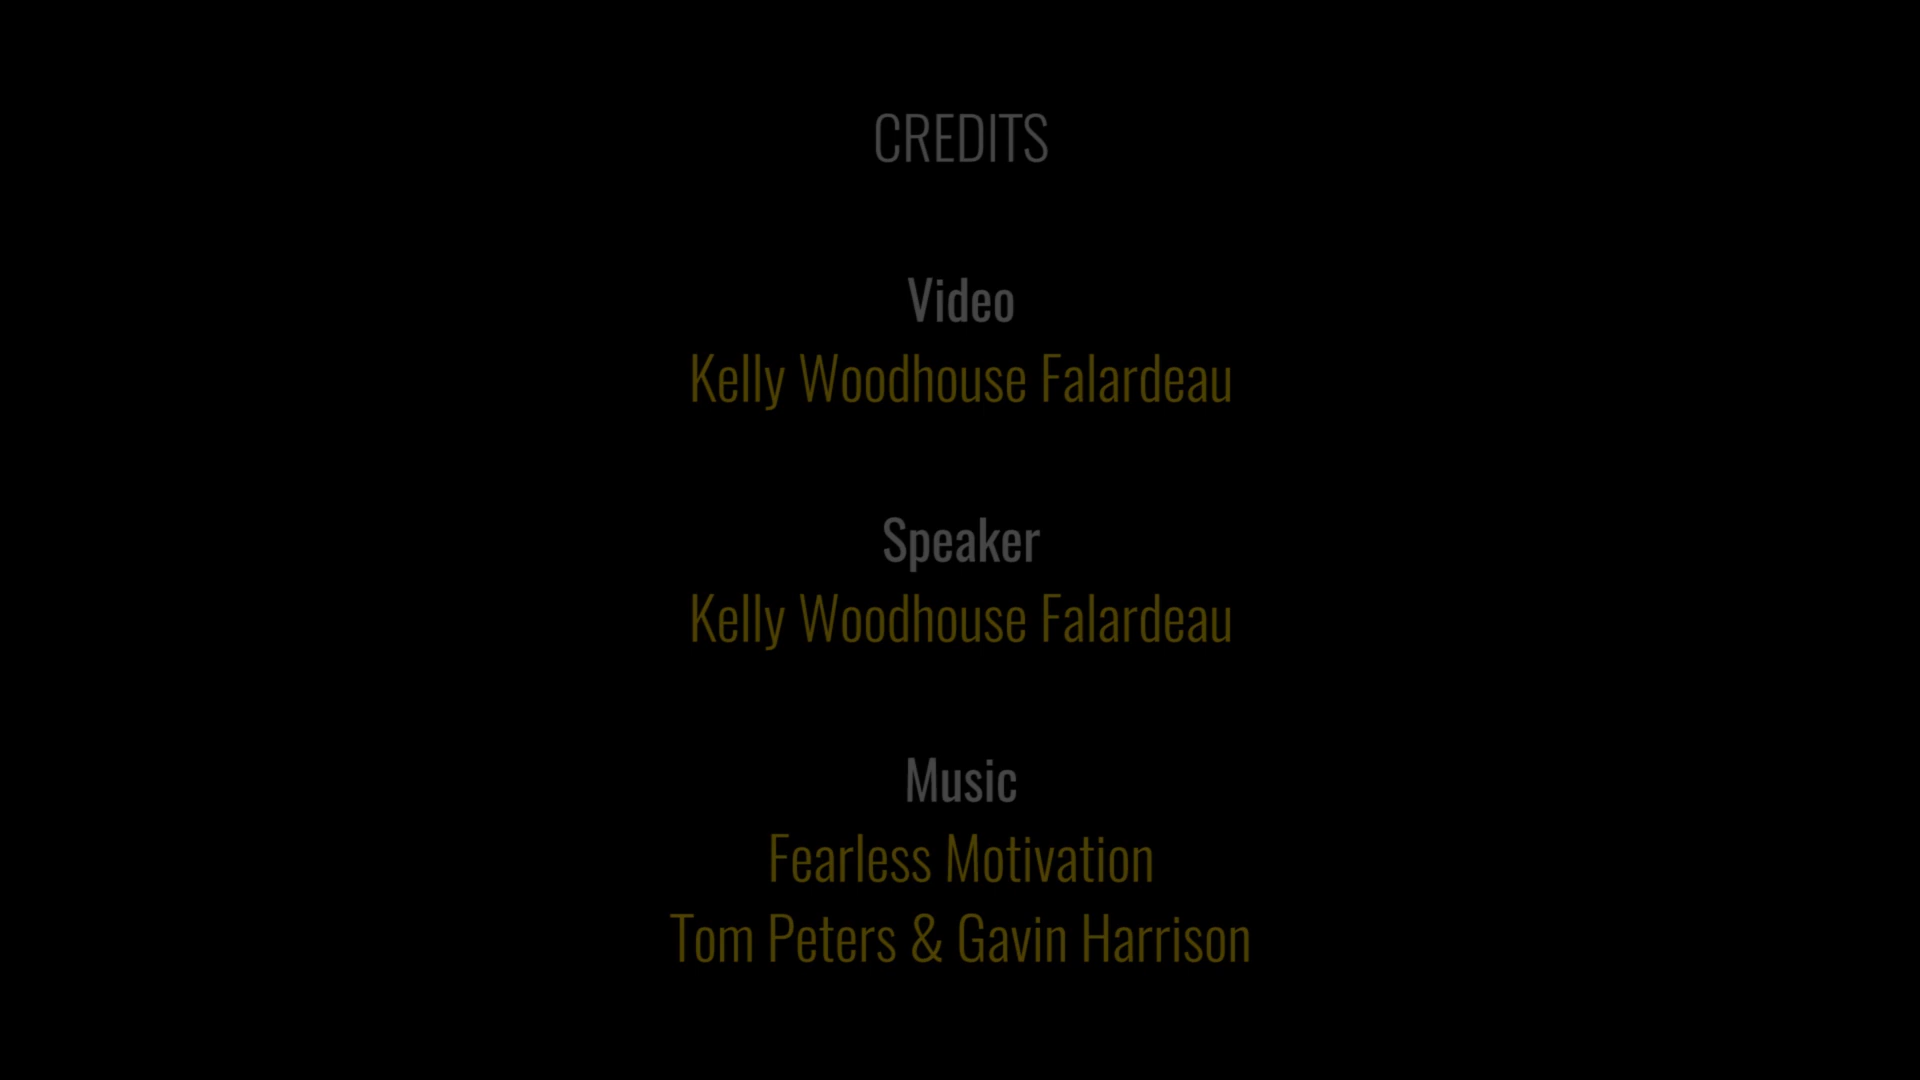 CREDITS
Video
Kelly Woodhouse Falardeau
Speaker
Kelly Woodhouse Falardeau
Music
Fearless Motivation
Tom Peters & Gavin Harrison